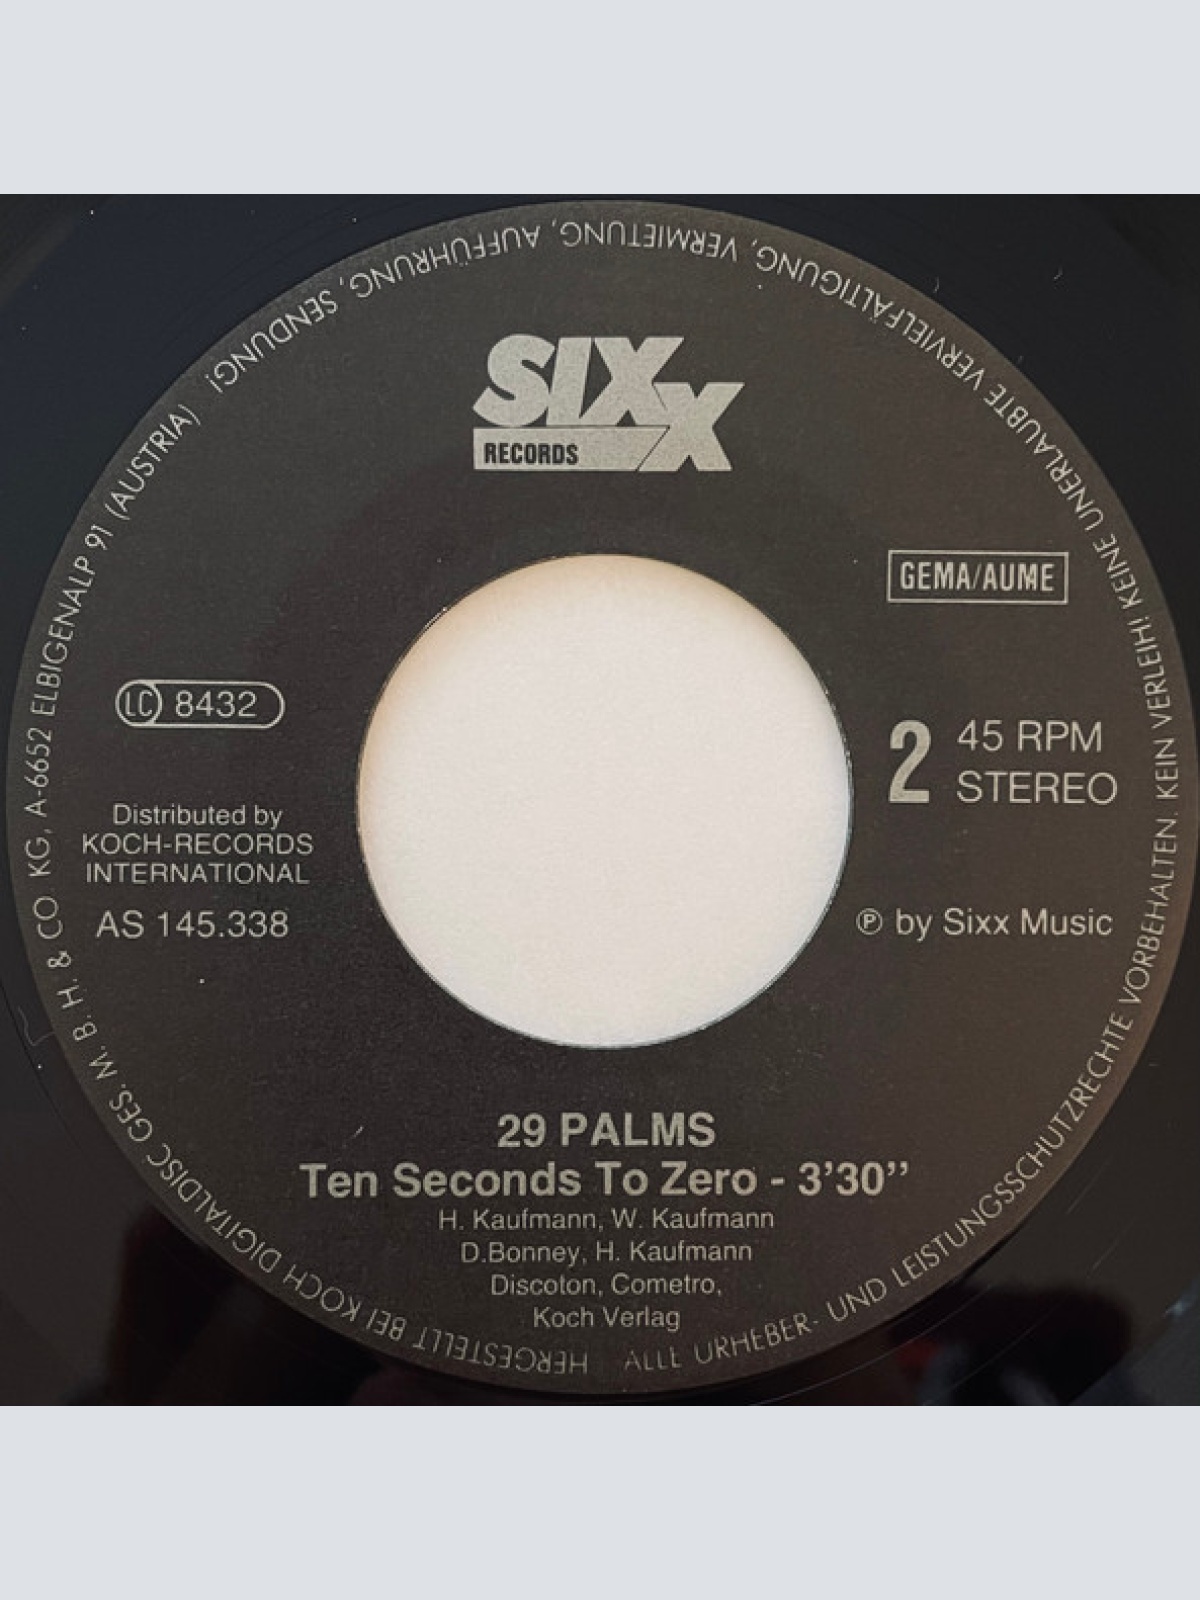 SIXX
RECORDS
GEMA/AUME
LC 8432
2
45 RPM
STEREO
Distributed by
KOCH-RECORDS
INTERNATIONAL
AS 145.338
℗ by Sixx Music
29 PALMS
Ten Seconds To Zero - 3'30''
H. Kaufmann, W. Kaufmann
D.Bonney, H. Kaufmann
Discoton, Cometro,
Koch Verlag
HERGESTELLT BEI KOCH DIGITALDISC GES. M. B. H. & CO. KG, A-6652 ELBIGENALP 91 (AUSTRIA)
ALLE URHEBER- UND LEISTUNGSSCHUTZRECHTE VORBEHALTEN. KEIN VERLEIH! KEINE UNERLAUBTE VERVIELFÄLTIGUNG, VERMIETUNG, AUFFÜHRUNG, SENDUNG!